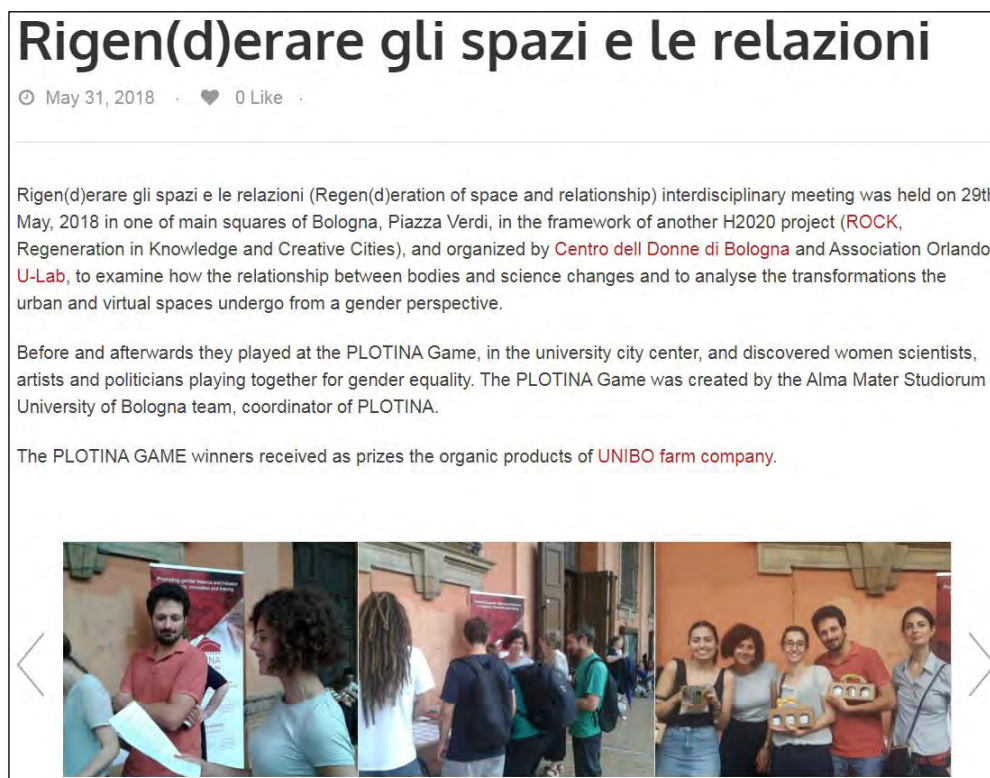 Rigen(d)erare gli spazi e le relazioni
May 31, 2018 · 0 Like ·
Rigen(d)erare gli spazi e le relazioni (Regen(d)eration of space and relationship) interdisciplinary meeting was held on 29th
May, 2018 in one of main squares of Bologna, Piazza Verdi, in the framework of another H2020 project (ROCK,
Regeneration in Knowledge and Creative Cities), and organized by Centro dell Donne di Bologna and Association Orlando
U-Lab, to examine how the relationship between bodies and science changes and to analyse the transformations the
urban and virtual spaces undergo from a gender perspective.
Before and afterwards they played at the PLOTINA Game, in the university city center, and discovered women scientists,
artists and politicians playing together for gender equality. The PLOTINA Game was created by the Alma Mater Studiorum
University of Bologna team, coordinator of PLOTINA.
The PLOTINA GAME winners received as prizes the organic products of UNIBO farm company.
Promoting gender balance and inclusion